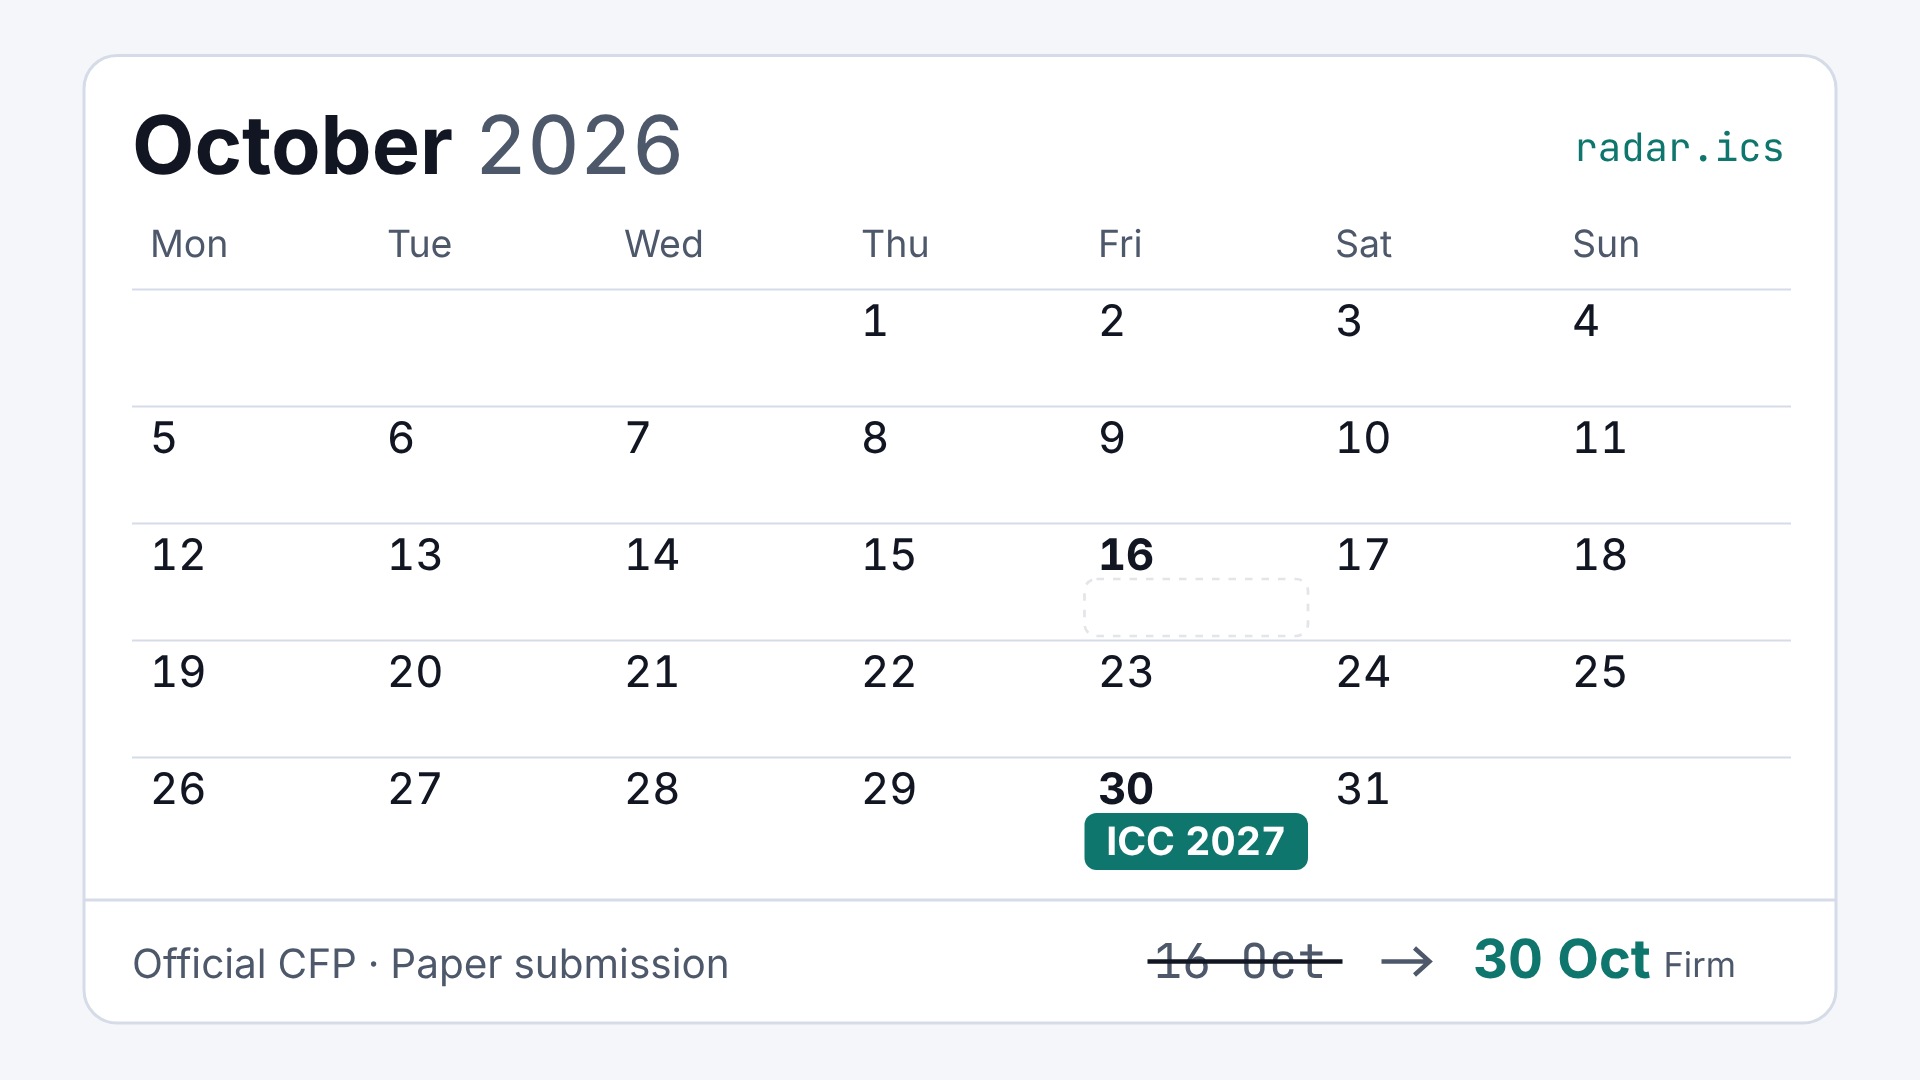 October 2026
radar.ics
Mon Tue Wed Thu Fri Sat Sun
1 2 3 4
5 6 7 8 9 10 11
12 13 14 15 16 17 18
19 20 21 22 23 24 25
26 27 28 29 30 31
ICC 2027
Official CFP · Paper submission
16 Oct → 30 Oct Firm